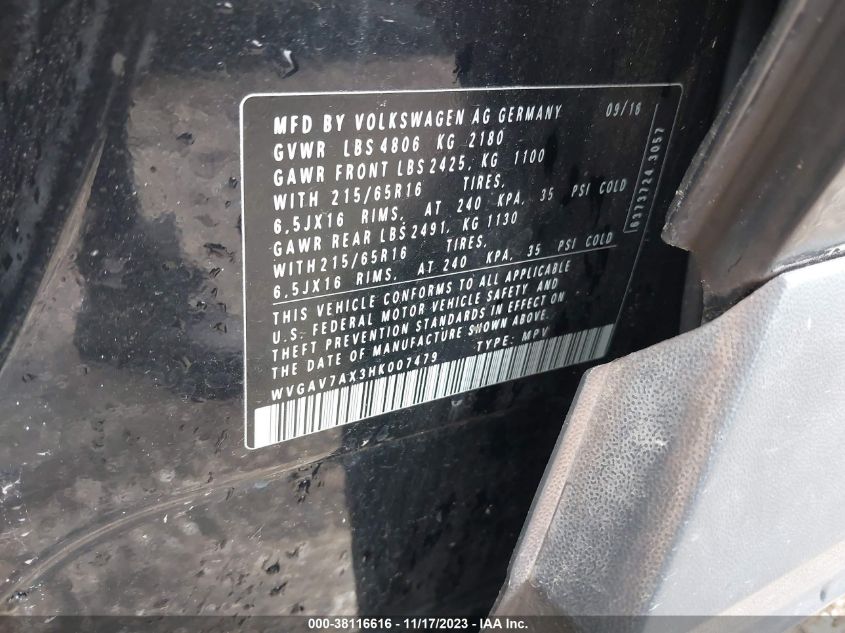 MFD BY VOLKSWAGEN AG GERMANY 09/16
GVWR LBS 4806 KG 2180
GAWR FRONT LBS 2425, KG 1100
WITH 215/65R16 TIRES,
6,5JX16 RIMS, AT 240 KPA, 35 PSI COLD
GAWR REAR LBS 2491, KG 1130
WITH 215/65R16 TIRES,
6,5JX16 RIMS, AT 240 KPA, 35 PSI COLD
THIS VEHICLE CONFORMS TO ALL APPLICABLE
U.S. FEDERAL MOTOR VEHICLE SAFETY AND
THEFT PREVENTION STANDARDS IN EFFECT ON
THE DATE OF MANUFACTURE SHOWN ABOVE.
WVGAV7AX3HK007479 TYPE: MPV
6373724 3057
000-38116616 - 11/17/2023 - IAA Inc.